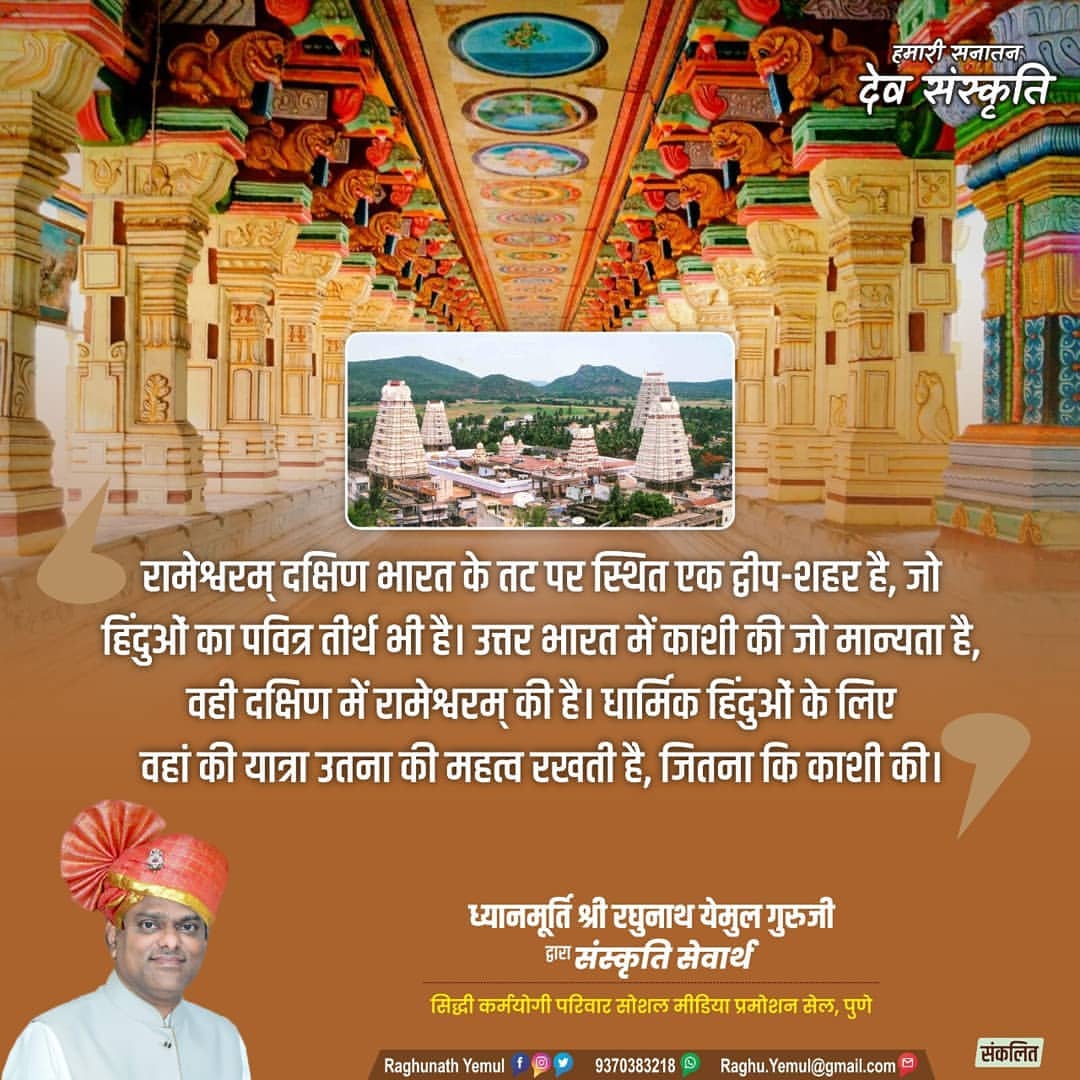 हमारी सनातन
देव संस्कृति
रामेश्वरम् दक्षिण भारत के तट पर स्थित एक द्वीप-शहर है, जो
हिंदुओं का पवित्र तीर्थ भी है। उत्तर भारत में काशी की जो मान्यता है,
वही दक्षिण में रामेश्वरम् की है। धार्मिक हिंदुओं के लिए
वहां की यात्रा उतना की महत्व रखती है, जितना कि काशी की।
ध्यानमूर्ति श्री रघुनाथ येमुल गुरुजी
द्वारा संस्कृति सेवार्थ
सिद्धी कर्मयोगी परिवार सोशल मीडिया प्रमोशन सेल, पुणे
संकलित
Raghunath Yemul 9370383218 Raghu.Yemul@gmail.com